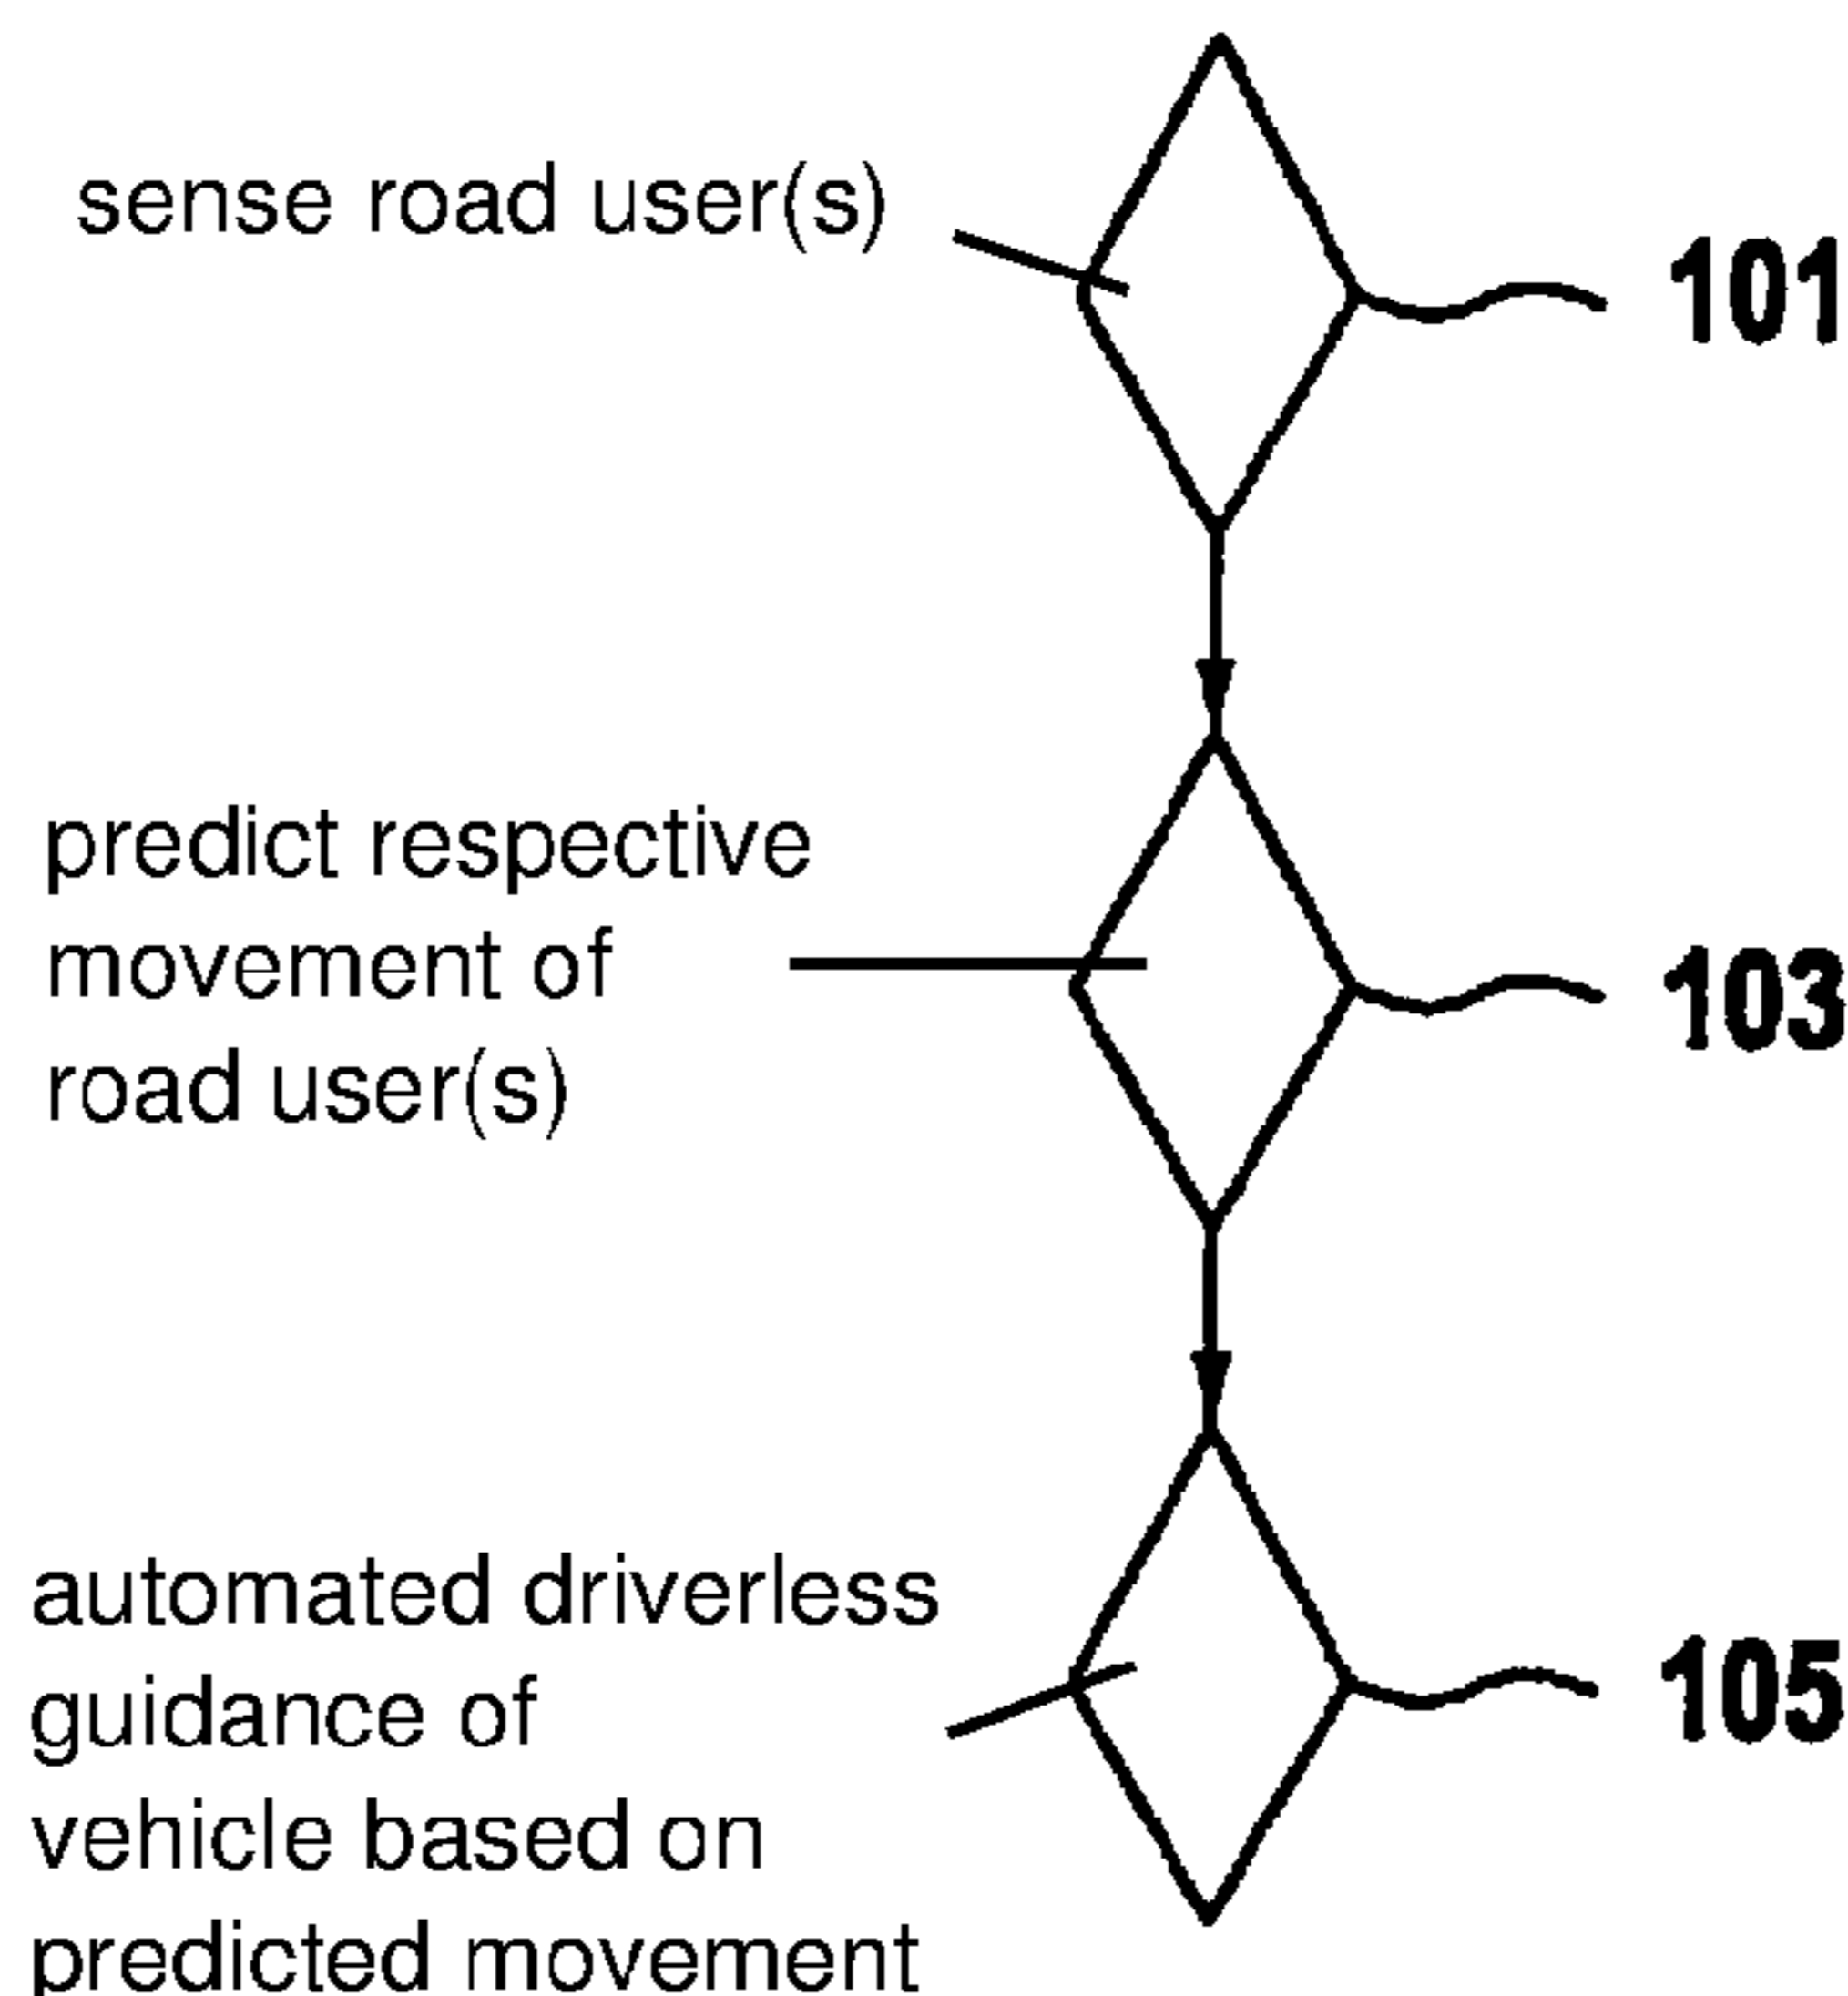 sense road user(s)
101
predict respective
movement of
road user(s)
103
automated driverless
guidance of
vehicle based on
predicted movement
105